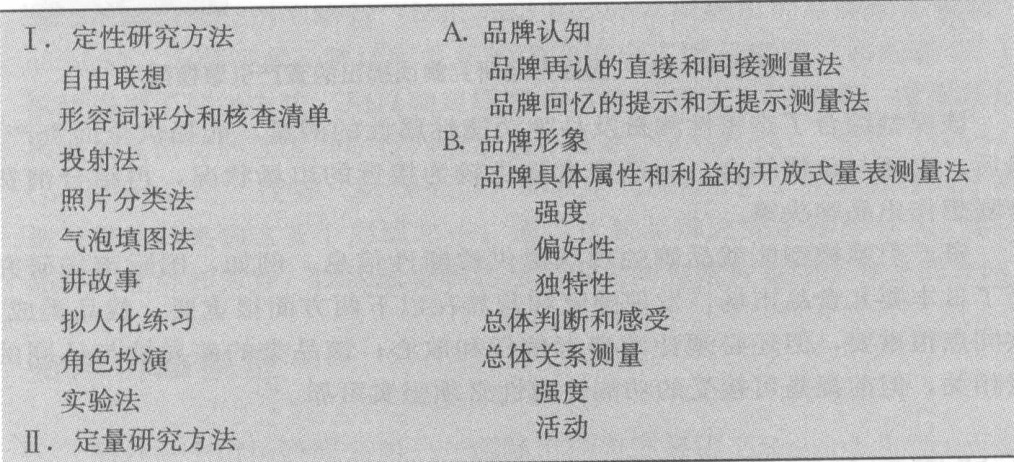 Ⅰ. 定性研究方法
自由联想
形容词评分和核查清单
投射法
照片分类法
气泡填图法
讲故事
拟人化练习
角色扮演
实验法
Ⅱ. 定量研究方法
A. 品牌认知
品牌再认的直接和间接测量法
品牌回忆的提示和无提示测量法
B. 品牌形象
品牌具体属性和利益的开放式量表测量法
强度
偏好性
独特性
总体判断和感受
总体关系测量
强度
活动